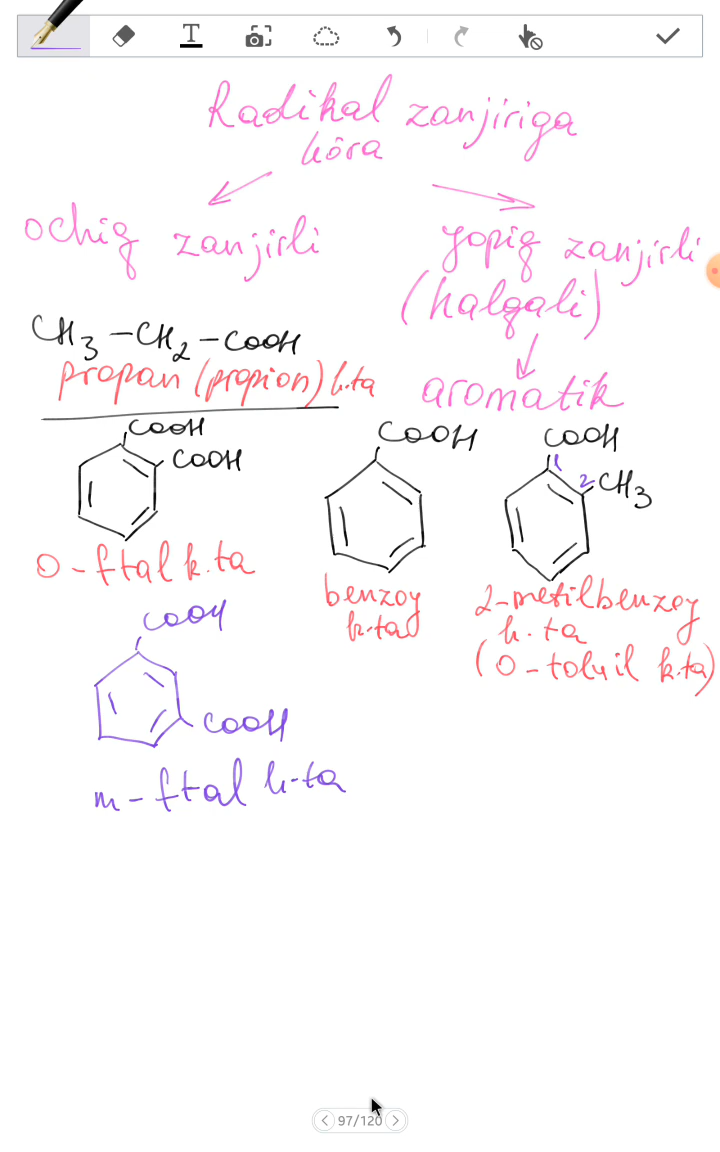 T
Radikal zanjiriga
kòra
ochiq zanjirli
yopiq zanjirli
(halqali)
CH3-CH2-COOH
propan (propion) k.ta
aromatik
COOH
COOH
o-ftal k.ta
COOH
benzoy
k-ta
COOH
1
2 CH3
2-metilbenzoy
k-ta
(o-toluil k.ta)
COOH
COOH
m-ftal k-ta
97/120